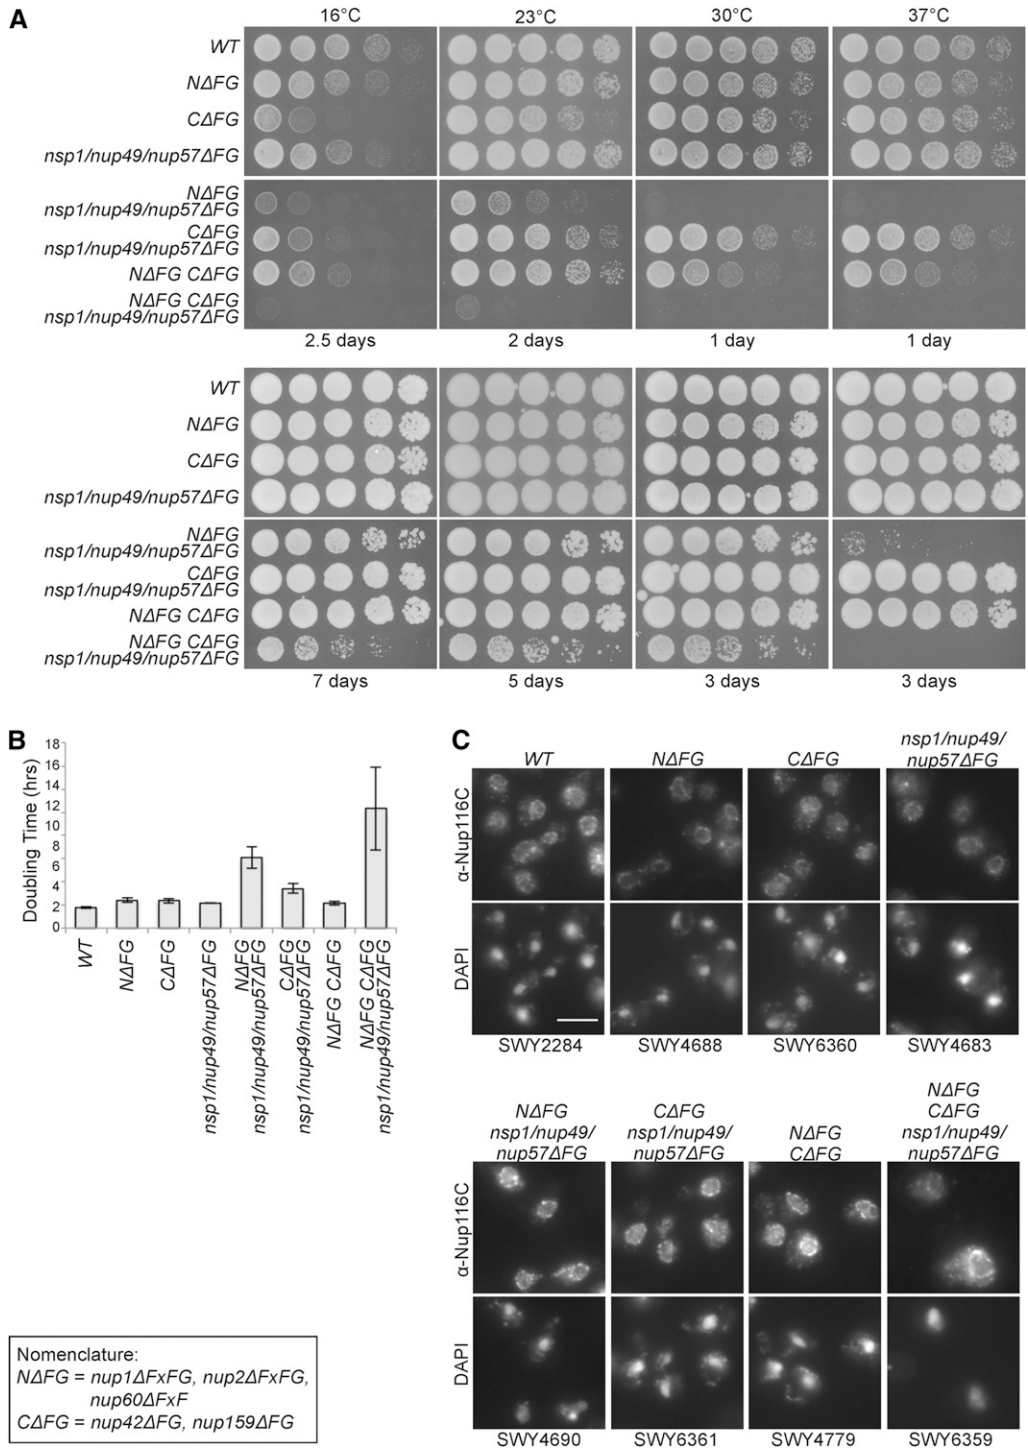 A
16°C 23°C 30°C 37°C
WT
NΔFG
CΔFG
nsp1/nup49/nup57ΔFG
NΔFG
nsp1/nup49/nup57ΔFG
CΔFG
nsp1/nup49/nup57ΔFG
NΔFG CΔFG
NΔFG CΔFG
nsp1/nup49/nup57ΔFG
2.5 days 2 days 1 day 1 day
WT
NΔFG
CΔFG
nsp1/nup49/nup57ΔFG
NΔFG
nsp1/nup49/nup57ΔFG
CΔFG
nsp1/nup49/nup57ΔFG
NΔFG CΔFG
NΔFG CΔFG
nsp1/nup49/nup57ΔFG
7 days 5 days 3 days 3 days
B
Doubling Time (hrs)
18
16
14
12
10
8
6
4
2
0
WT
NΔFG
CΔFG
nsp1/nup49/nup57ΔFG
NΔFG
nsp1/nup49/nup57ΔFG
CΔFG
nsp1/nup49/nup57ΔFG
NΔFG CΔFG
NΔFG CΔFG
nsp1/nup49/nup57ΔFG
C
WT NΔFG CΔFG nsp1/nup49/
nup57ΔFG
α-Nup116C
DAPI
SWY2284 SWY4688 SWY6360 SWY4683
NΔFG
nsp1/nup49/
nup57ΔFG
CΔFG
nsp1/nup49/
nup57ΔFG
NΔFG
CΔFG
NΔFG
CΔFG
nsp1/nup49/
nup57ΔFG
α-Nup116C
DAPI
SWY4690 SWY6361 SWY4779 SWY6359
Nomenclature:
NΔFG = nup1ΔFxFG, nup2ΔFxFG,
nup60ΔFxF
CΔFG = nup42ΔFG, nup159ΔFG